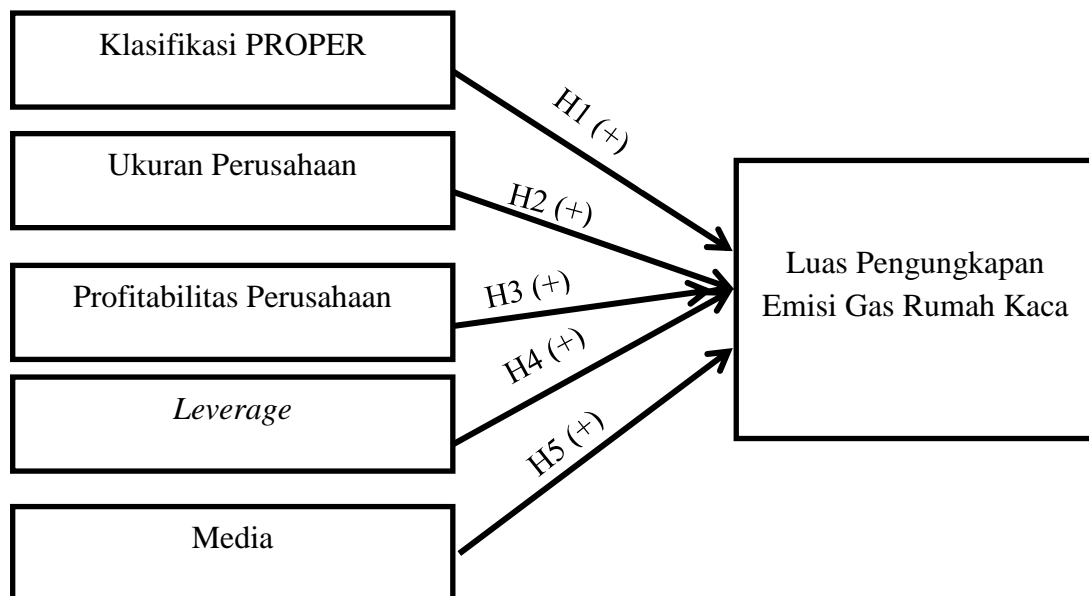 Klasifikasi PROPER
H1 (+)
Ukuran Perusahaan
H2 (+)
Profitabilitas Perusahaan
H3 (+)
Luas Pengungkapan
Emisi Gas Rumah Kaca
Leverage
H4 (+)
H5 (+)
Media